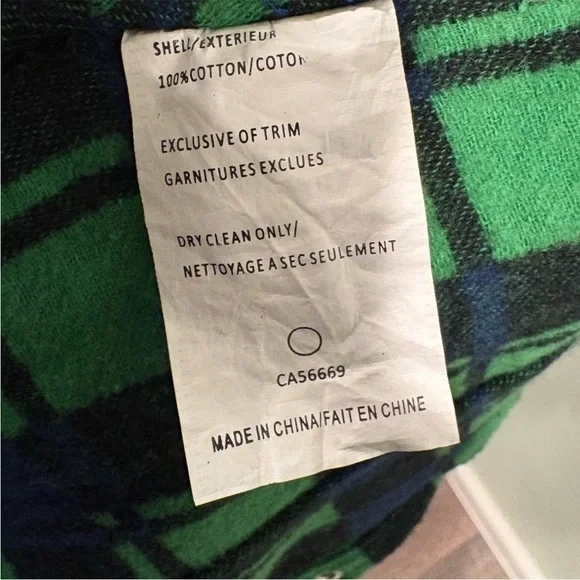 SHELL/EXTERIEUR
100%COTTON/COTON
EXCLUSIVE OF TRIM
GARNITURES EXCLUES
DRY CLEAN ONLY/
NETTOYAGE A SEC SEULEMENT
CA56669
MADE IN CHINA/FAIT EN CHINE